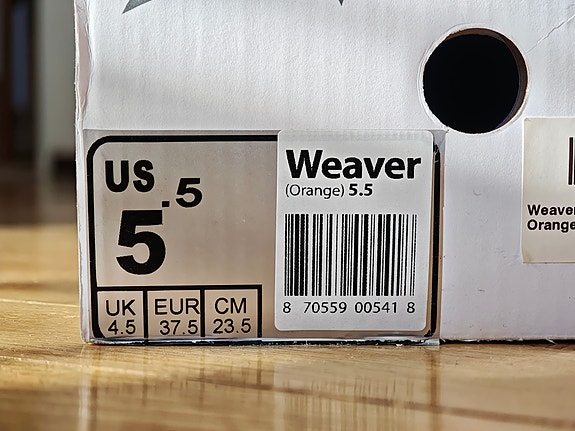 US 5.5
UK EUR CM
4.5 37.5 23.5
Weaver
(Orange) 5.5
8 70559 00541 8
Weaver
Orange